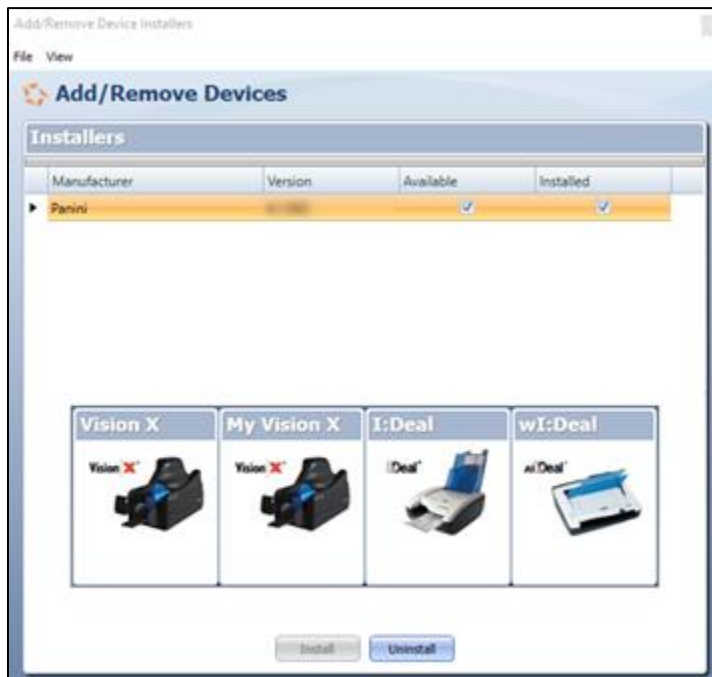 Add/Remove Device Installers
File View
Add/Remove Devices
Installers
Manufacturer Version Available Installed
Panini
Vision X My Vision X I:Deal wI:Deal
Vision X Vision X I:Deal wI:Deal
Install Uninstall